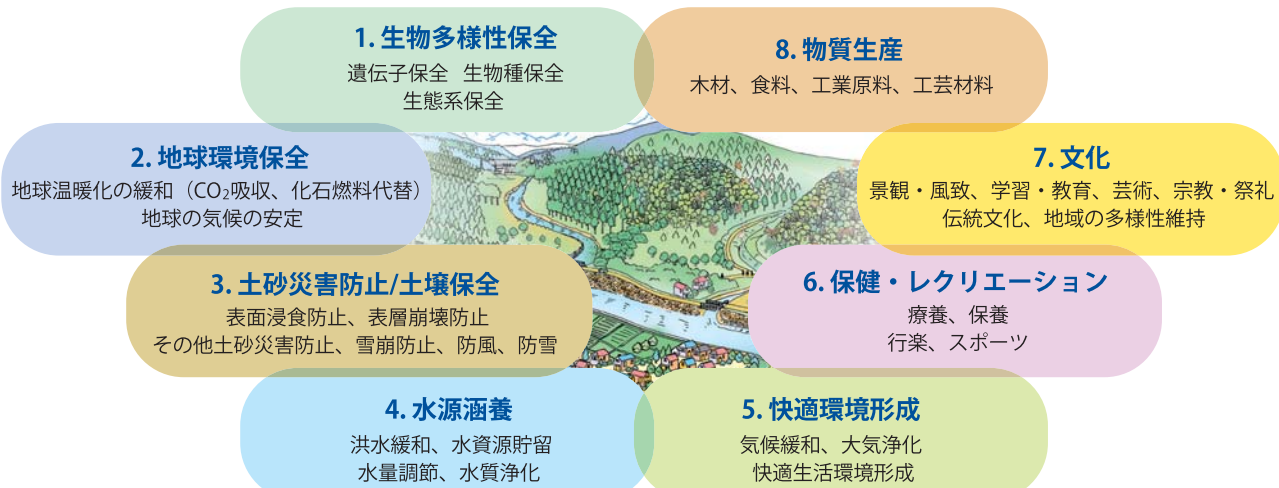 1. 生物多様性保全
遺伝子保全 生物種保全
生態系保全
2. 地球環境保全
地球温暖化の緩和（CO₂吸収、化石燃料代替）
地球の気候の安定
3. 土砂災害防止/土壌保全
表面浸食防止、表層崩壊防止
その他土砂災害防止、雪崩防止、防風、防雪
4. 水源涵養
洪水緩和、水資源貯留
水量調節、水質浄化
5. 快適環境形成
気候緩和、大気浄化
快適生活環境形成
6. 保健・レクリエーション
療養、保養
行楽、スポーツ
7. 文化
景観・風致、学習・教育、芸術、宗教・祭礼
伝統文化、地域の多様性維持
8. 物質生産
木材、食料、工業原料、工芸材料